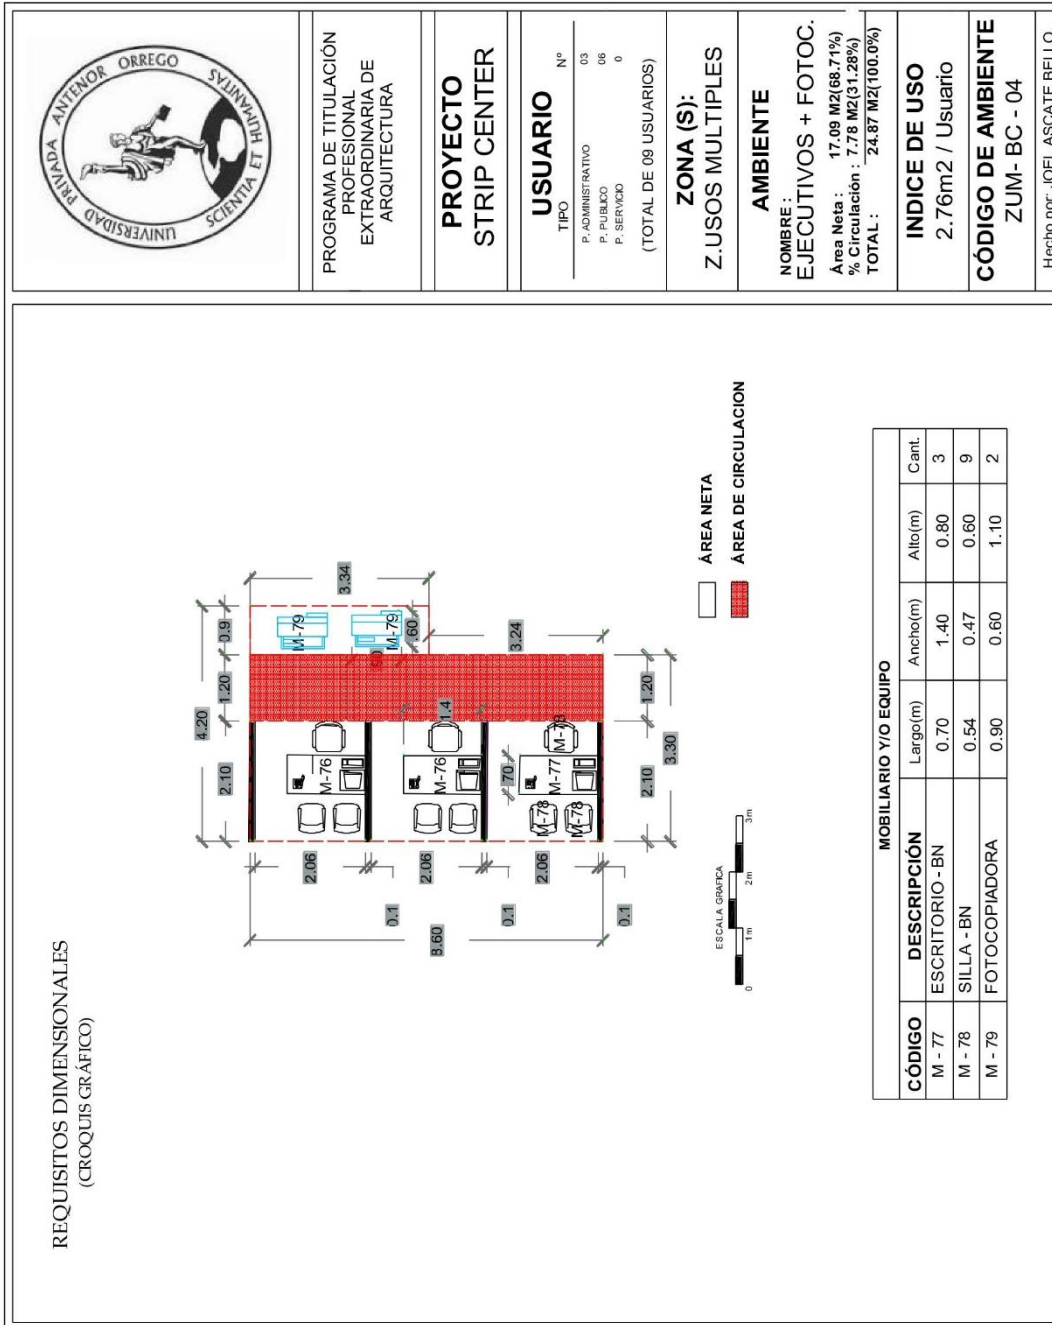 REQUISITOS DIMENSIONALES
(CROQUIS GRÁFICO)
4.20
2.10
1.20
0.9
3.34
M-79
M-79
.60
.90
3.24
1.4
M-76
M-76
M-77
.70
M-78
M-78
M-78
2.06
2.06
2.06
0.1
0.1
0.1
8.60
2.10
1.20
3.30
ESCALA GRAFICA
0 1m 2m 3m
ÁREA NETA
ÁREA DE CIRCULACION
MOBILIARIO Y/O EQUIPO
CÓDIGO DESCRIPCIÓN Largo(m) Ancho(m) Alto(m) Cant.
M - 77 ESCRITORIO - BN 0.70 1.40 0.80 3
M - 78 SILLA - BN 0.54 0.47 0.60 9
M - 79 FOTOCOPIADORA 0.90 0.60 1.10 2
UNIVERSIDAD PRIVADA ANTENOR ORREGO
SCIENTIA ET HUMANITAS
PROGRAMA DE TITULACIÓN
PROFESIONAL
EXTRAORDINARIA DE
ARQUITECTURA
PROYECTO
STRIP CENTER
USUARIO
TIPO Nº
P. ADMINISTRATIVO 03
P. PUBLICO 06
P. SERVICIO 0
(TOTAL DE 09 USUARIOS)
ZONA (S):
Z.USOS MULTIPLES
AMBIENTE
NOMBRE :
EJECUTIVOS + FOTOC.
Área Neta : 17.09 M2(68.71%)
% Circulación : 7.78 M2(31.28%)
TOTAL : 24.87 M2(100.0%)
INDICE DE USO
2.76m2 / Usuario
CÓDIGO DE AMBIENTE
ZUM- BC - 04
Hecho por: JOEL ASCATE BELLO